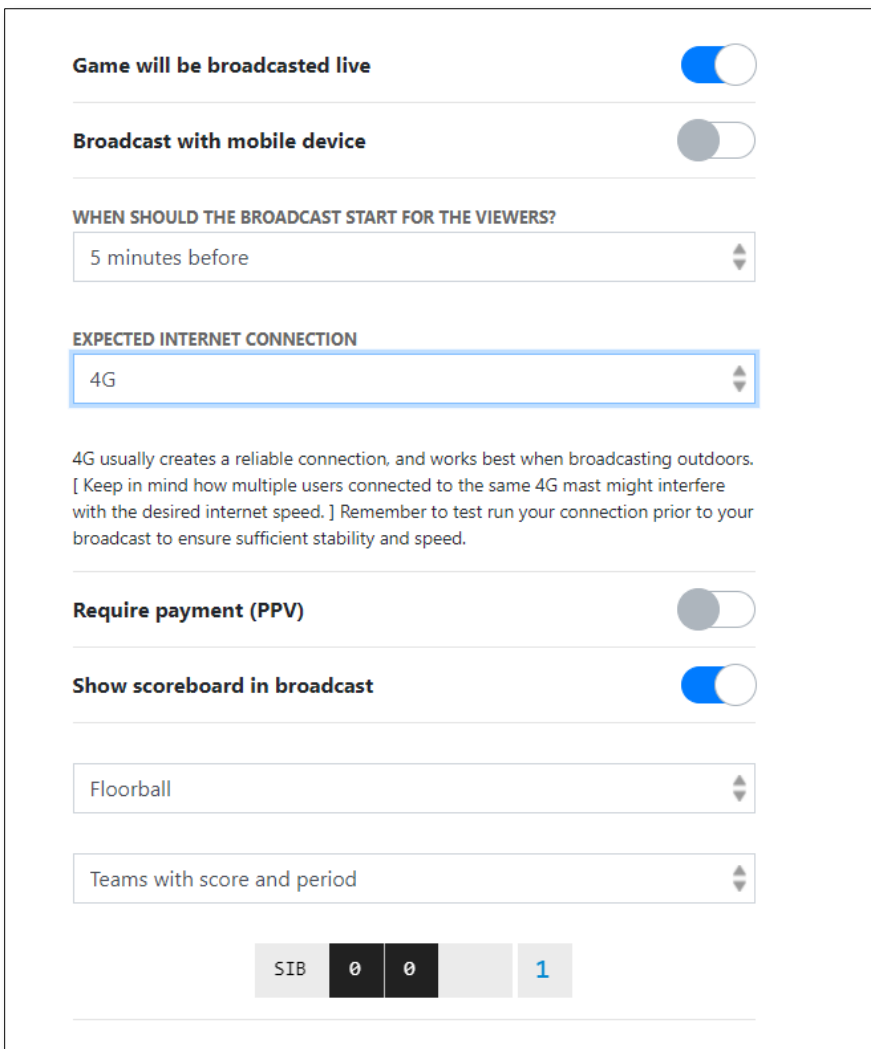 Game will be broadcasted live
Broadcast with mobile device
WHEN SHOULD THE BROADCAST START FOR THE VIEWERS?
5 minutes before
EXPECTED INTERNET CONNECTION
4G
4G usually creates a reliable connection, and works best when broadcasting outdoors.
[ Keep in mind how multiple users connected to the same 4G mast might interfere
with the desired internet speed. ] Remember to test run your connection prior to your
broadcast to ensure sufficient stability and speed.
Require payment (PPV)
Show scoreboard in broadcast
Floorball
Teams with score and period
SIB 0 0 1